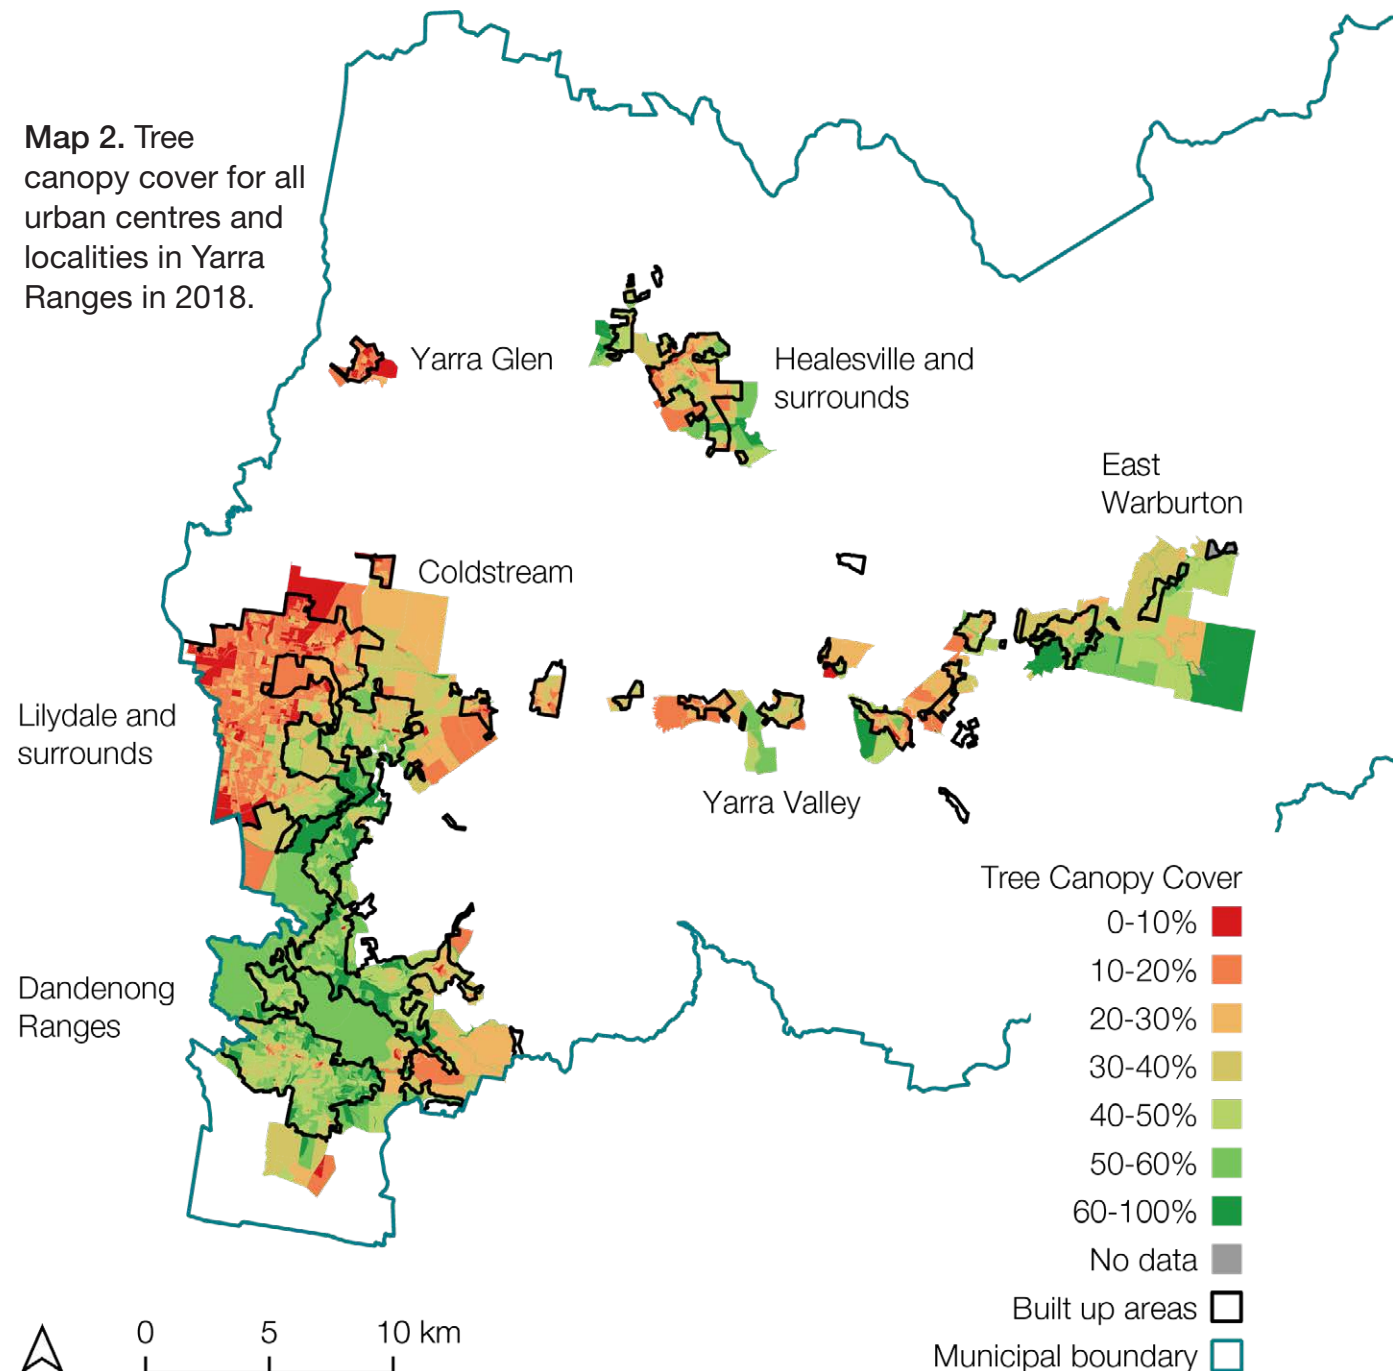 Map 2. Tree
canopy cover for all
urban centres and
localities in Yarra
Ranges in 2018.
Yarra Glen
Healesville and
surrounds
East
Warburton
Coldstream
Lilydale and
surrounds
Yarra Valley
Dandenong
Ranges
Tree Canopy Cover
0-10%
10-20%
20-30%
30-40%
40-50%
50-60%
60-100%
No data
Built up areas
Municipal boundary
0 5 10 km